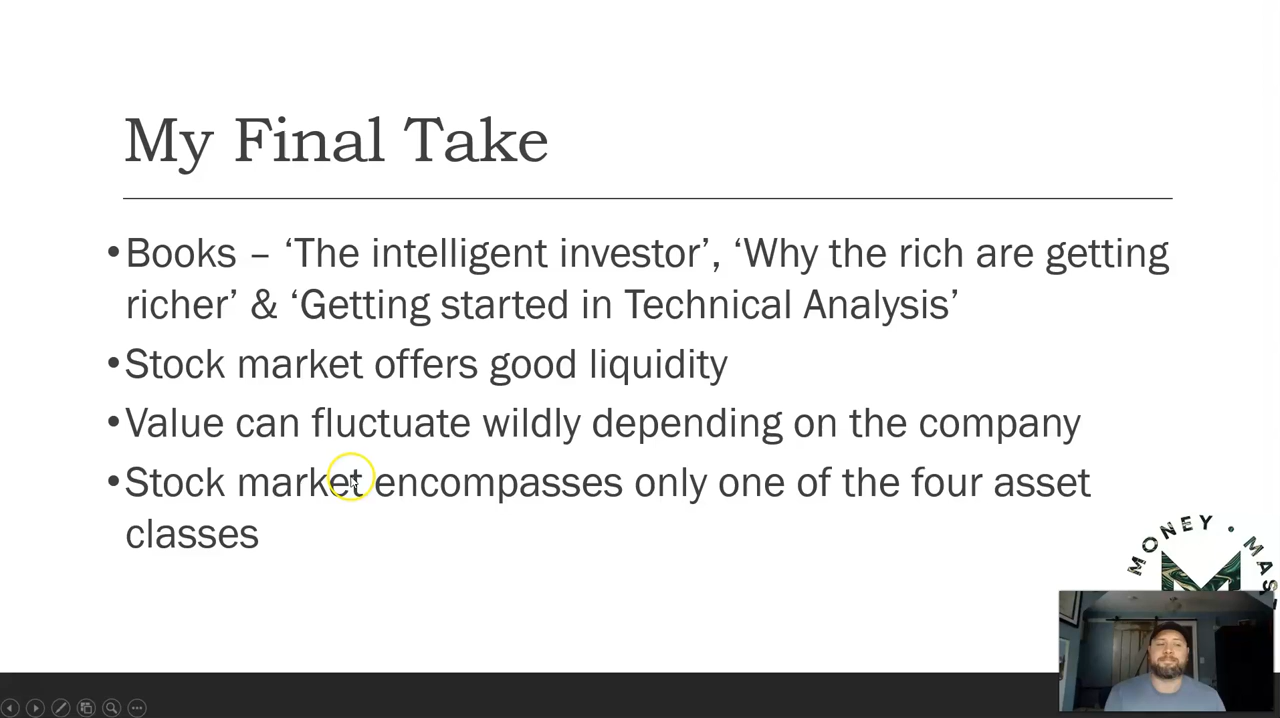 My Final Take
•Books – ‘The intelligent investor’, ‘Why the rich are getting
richer’ & ‘Getting started in Technical Analysis’
•Stock market offers good liquidity
•Value can fluctuate wildly depending on the company
•Stock market encompasses only one of the four asset
classes
MONEY • MAS